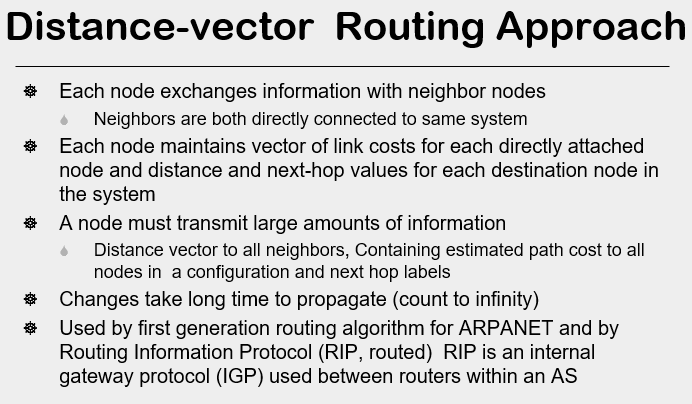 Distance-vector Routing Approach
Each node exchanges information with neighbor nodes
Neighbors are both directly connected to same system
Each node maintains vector of link costs for each directly attached
node and distance and next-hop values for each destination node in
the system
A node must transmit large amounts of information
Distance vector to all neighbors, Containing estimated path cost to all
nodes in a configuration and next hop labels
Changes take long time to propagate (count to infinity)
Used by first generation routing algorithm for ARPANET and by
Routing Information Protocol (RIP, routed) RIP is an internal
gateway protocol (IGP) used between routers within an AS